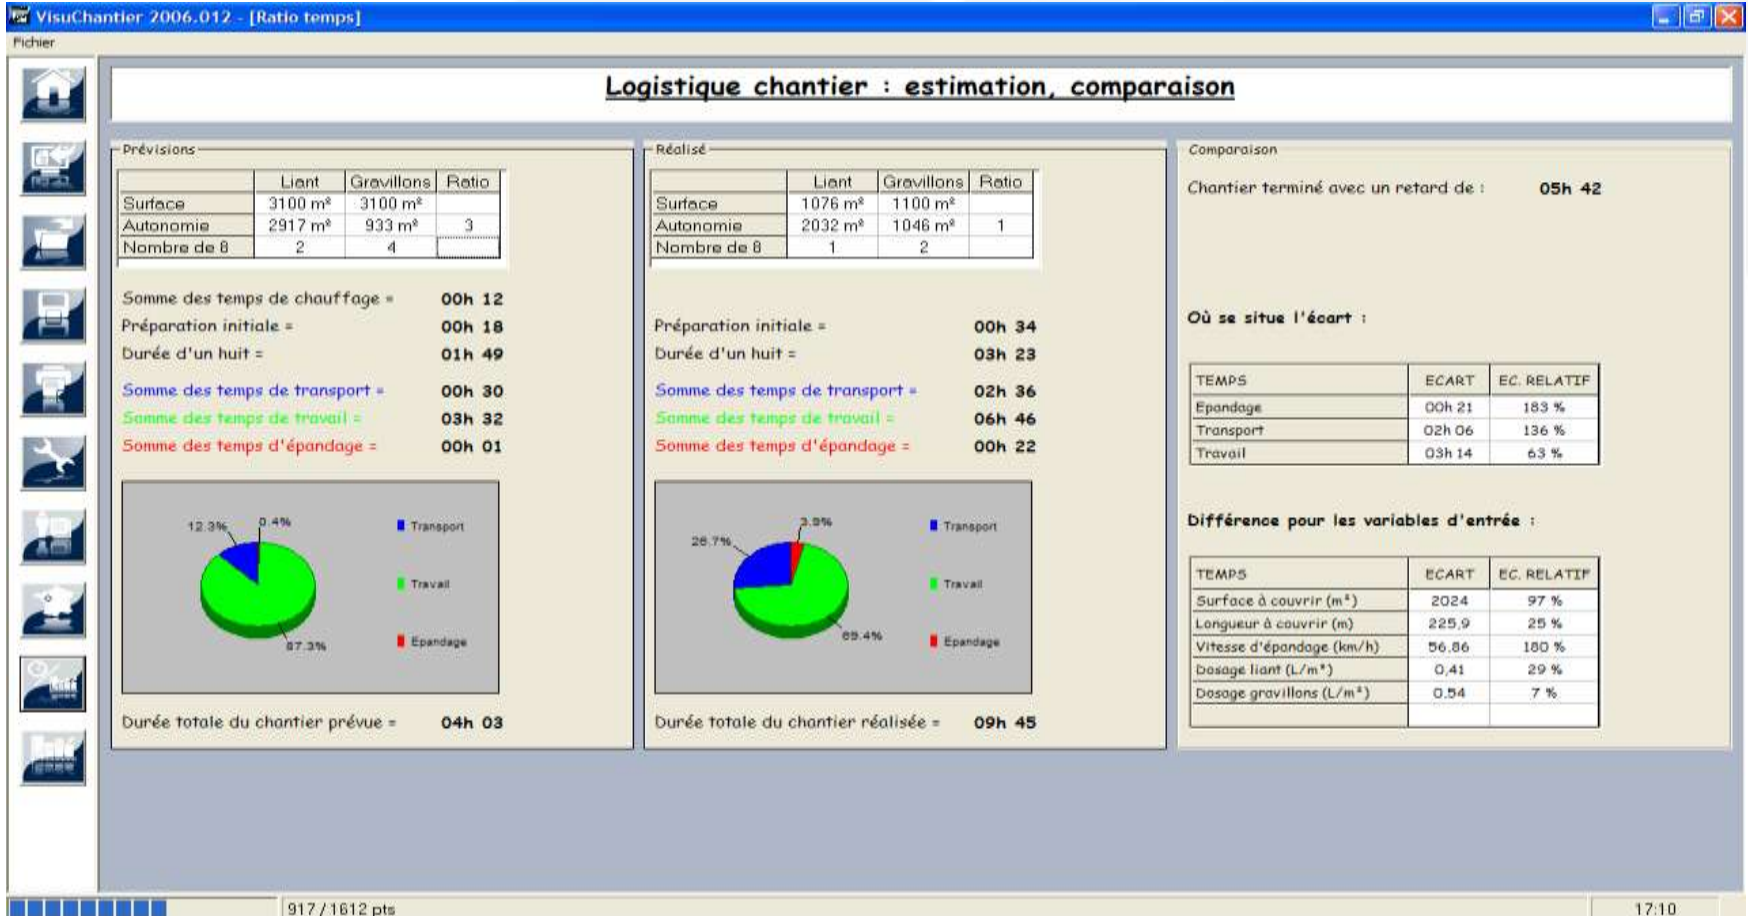 VisuChantier 2006.012 - [Ratio temps]
Fichier
Logistique chantier : estimation, comparaison
Prévisions
Liant Gravillons Ratio
Surface 3100 m² 3100 m²
Autonomie 2917 m² 933 m² 3
Nombre de 8 2 4
Somme des temps de chauffage = 00h 12
Préparation initiale = 00h 18
Durée d'un huit = 01h 49
Somme des temps de transport = 00h 30
Somme des temps de travail = 03h 32
Somme des temps d'épandage = 00h 01
12.3% 0.4%
87.3%
Transport
Travail
Epandage
Durée totale du chantier prévue = 04h 03
Réalisé
Liant Gravillons Ratio
Surface 1076 m² 1100 m²
Autonomie 2032 m² 1046 m² 1
Nombre de 8 1 2
Préparation initiale = 00h 34
Durée d'un huit = 03h 23
Somme des temps de transport = 02h 36
Somme des temps de travail = 06h 46
Somme des temps d'épandage = 00h 22
3.9%
26.7%
69.4%
Transport
Travail
Epandage
Durée totale du chantier réalisée = 09h 45
Comparaison
Chantier terminé avec un retard de : 05h 42
Où se situe l'écart :
TEMPS ECART EC. RELATIF
Epandage 00h 21 183 %
Transport 02h 06 136 %
Travail 03h 14 63 %
Différence pour les variables d'entrée :
TEMPS ECART EC. RELATIF
Surface à couvrir (m²) 2024 97 %
Longueur à couvrir (m) 225,9 25 %
Vitesse d'épandage (km/h) 56,86 180 %
Dosage liant (L/m²) 0,41 29 %
Dosage gravillons (L/m²) 0,54 7 %
917 / 1612 pts
17:10